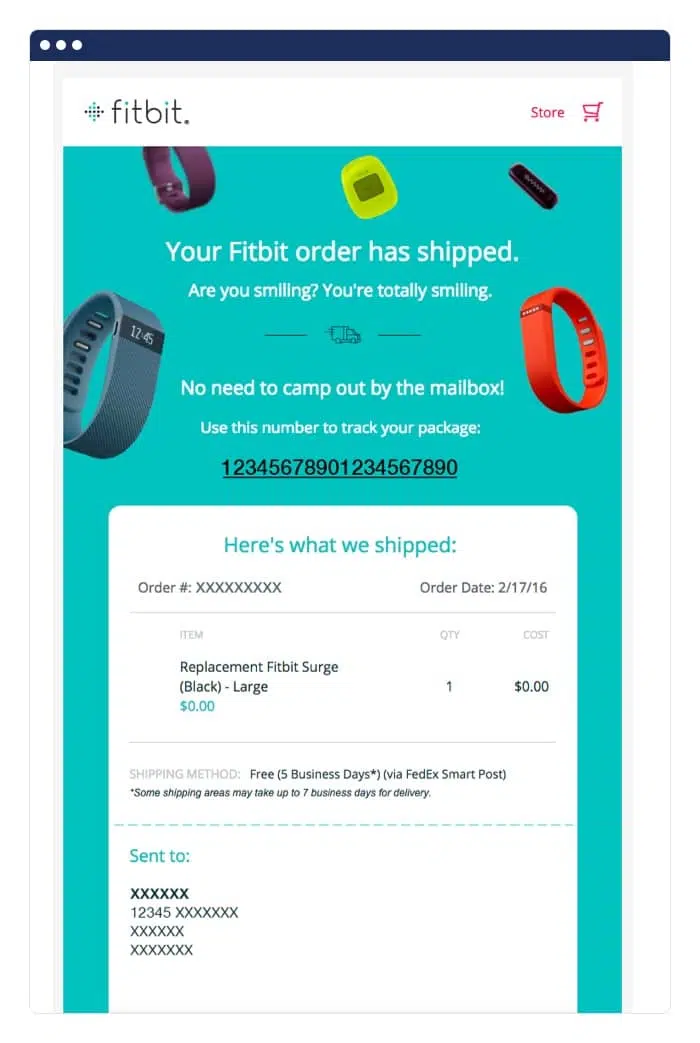 fitbit.
Store
Your Fitbit order has shipped.
Are you smiling? You're totally smiling.
12:45
No need to camp out by the mailbox!
Use this number to track your package:
12345678901234567890
Here's what we shipped:
Order #: XXXXXXXXX Order Date: 2/17/16
ITEM QTY COST
Replacement Fitbit Surge
(Black) - Large 1 $0.00
$0.00
SHIPPING METHOD: Free (5 Business Days*) (via FedEx Smart Post)
*Some shipping areas may take up to 7 business days for delivery.
Sent to:
XXXXXX
12345 XXXXXXX
XXXXXX
XXXXXXX